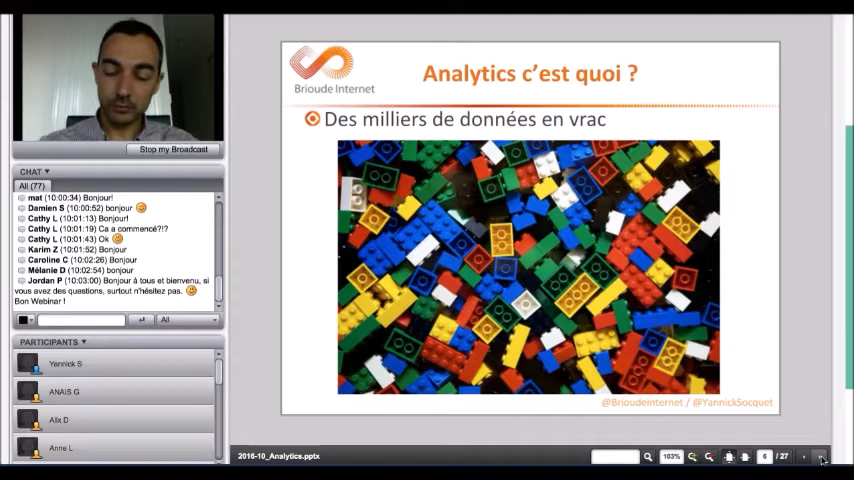 Stop my Broadcast
CHAT
All (77)
mat (10:00:34) Bonjour!
Damien S (10:00:52) bonjour
Cathy L (10:01:13) Bonjour!
Cathy L (10:01:19) Ca a commencé?!?
Cathy L (10:01:43) Ok
Karim Z (10:01:52) Bonjour
Caroline C (10:02:26) Bonjour
Mélanie D (10:02:54) bonjour
Jordan P (10:03:00) Bonjour à tous et bienvenu, si
vous avez des questions, surtout n'hésitez pas.
Bon Webinar !
All
PARTICIPANTS
Yannick S
ANAIS G
Alix D
Anne L
Brioude Internet
Analytics c'est quoi ?
Des milliers de données en vrac
@BrioudeInternet / @YannickSocquet
2016-10_Analytics.pptx
103%
6 / 27